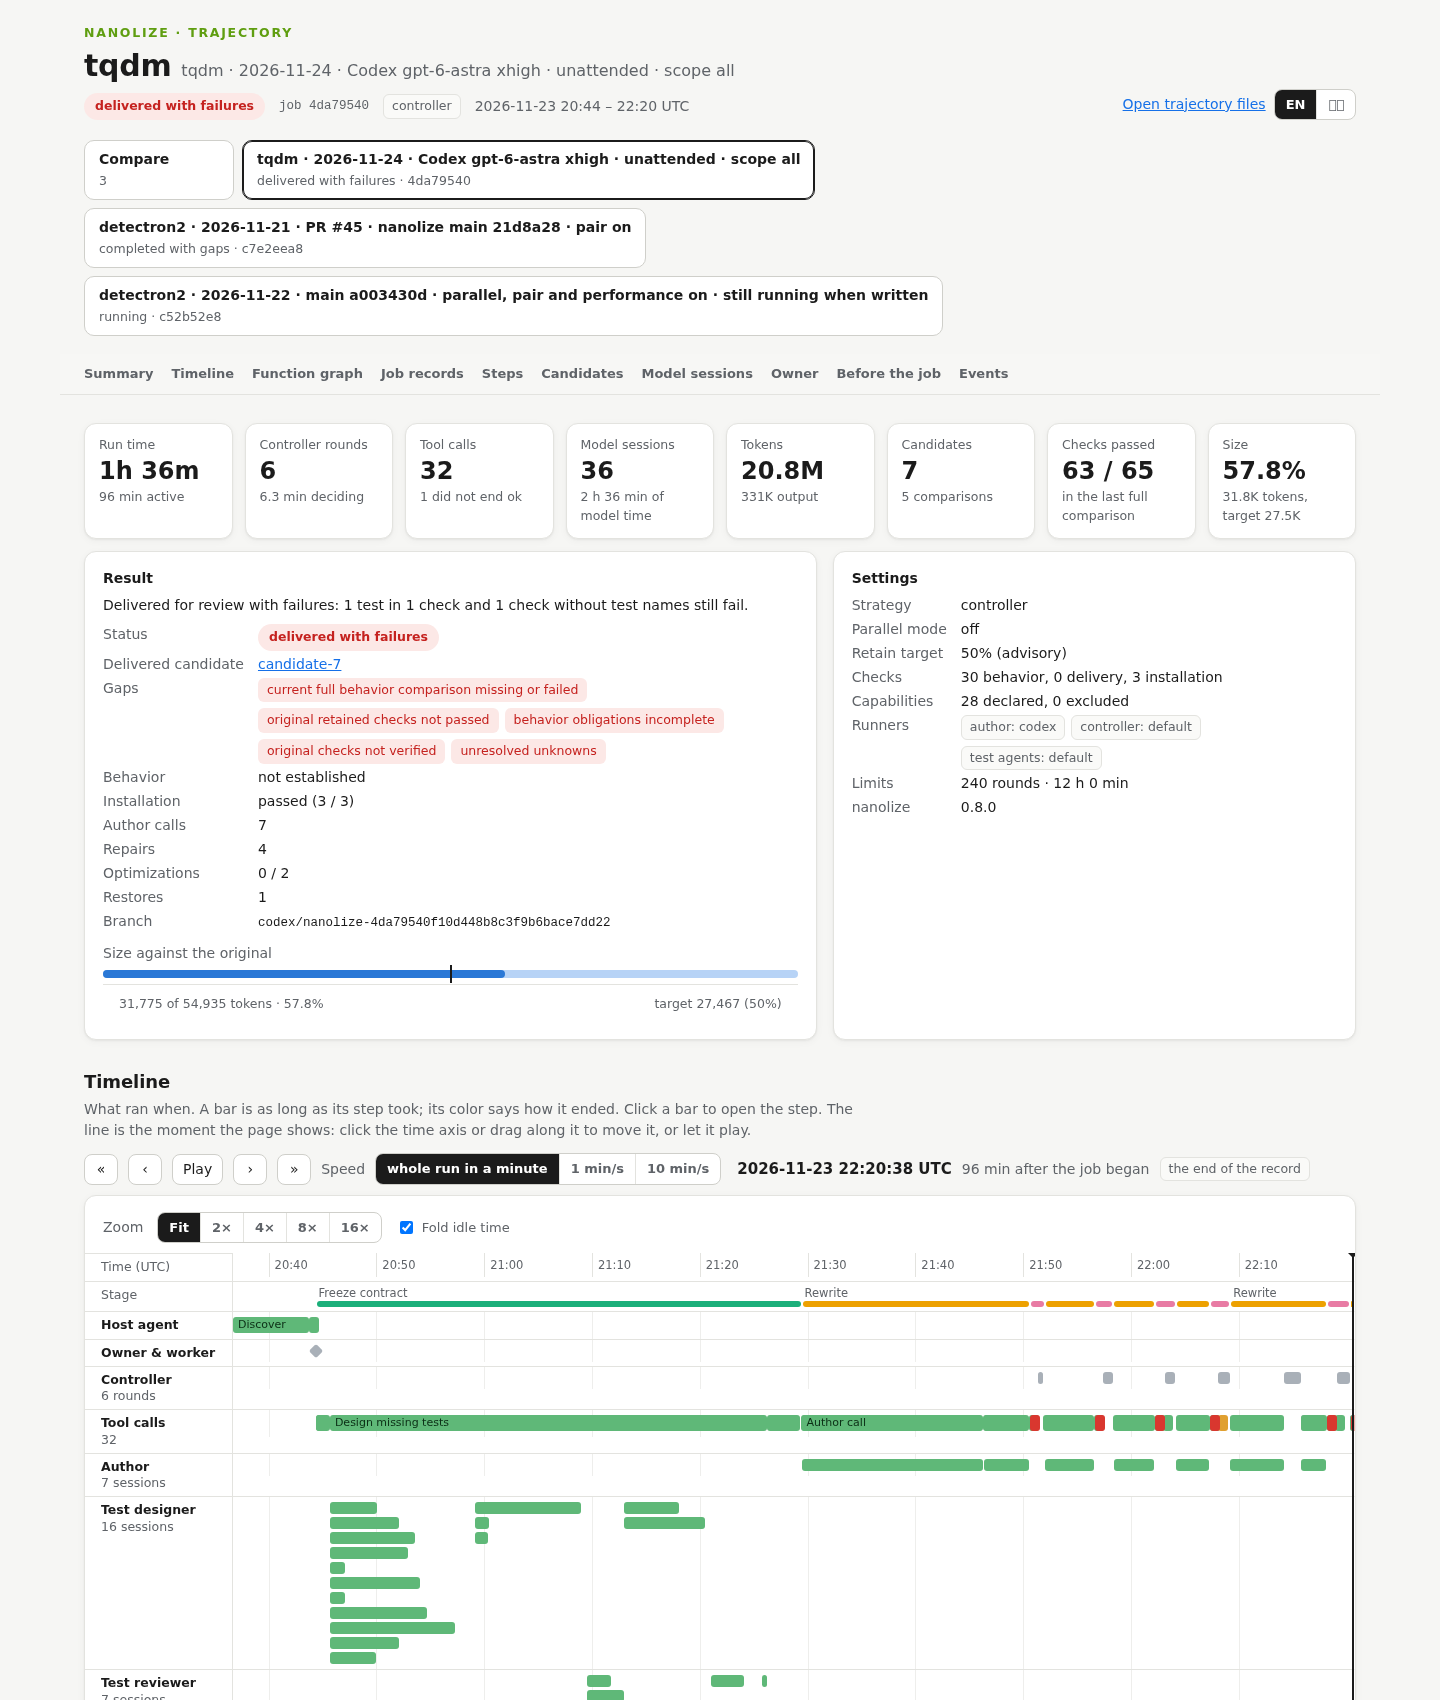 NANOLIZE · TRAJECTORY
tqdm tqdm · 2026-11-24 · Codex gpt-6-astra xhigh · unattended · scope all
delivered with failures job 4da79540 controller 2026-11-23 20:44 – 22:20 UTC Open trajectory files EN
Compare
3
tqdm · 2026-11-24 · Codex gpt-6-astra xhigh · unattended · scope all
delivered with failures · 4da79540
detectron2 · 2026-11-21 · PR #45 · nanolize main 21d8a28 · pair on
completed with gaps · c7e2eea8
detectron2 · 2026-11-22 · main a003430d · parallel, pair and performance on · still running when written
running · c52b52e8
Summary Timeline Function graph Job records Steps Candidates Model sessions Owner Before the job Events
Run time
1h 36m
96 min active
Controller rounds
6
6.3 min deciding
Tool calls
32
1 did not end ok
Model sessions
36
2 h 36 min of
model time
Tokens
20.8M
331K output
Candidates
7
5 comparisons
Checks passed
63 / 65
in the last full
comparison
Size
57.8%
31.8K tokens,
target 27.5K
Result
Delivered for review with failures: 1 test in 1 check and 1 check without test names still fail.
Status delivered with failures
Delivered candidate candidate-7
Gaps current full behavior comparison missing or failed
original retained checks not passed behavior obligations incomplete
original checks not verified unresolved unknowns
Behavior not established
Installation passed (3 / 3)
Author calls 7
Repairs 4
Optimizations 0 / 2
Restores 1
Branch codex/nanolize-4da79540f10d448b8c3f9b6bace7dd22
Size against the original
31,775 of 54,935 tokens · 57.8% target 27,467 (50%)
Settings
Strategy controller
Parallel mode off
Retain target 50% (advisory)
Checks 30 behavior, 0 delivery, 3 installation
Capabilities 28 declared, 0 excluded
Runners author: codex controller: default
test agents: default
Limits 240 rounds · 12 h 0 min
nanolize 0.8.0
Timeline
What ran when. A bar is as long as its step took; its color says how it ended. Click a bar to open the step. The
line is the moment the page shows: click the time axis or drag along it to move it, or let it play.
« ‹ Play › » Speed whole run in a minute 1 min/s 10 min/s 2026-11-23 22:20:38 UTC 96 min after the job began the end of the record
Zoom Fit 2× 4× 8× 16× Fold idle time
Time (UTC) 20:40 20:50 21:00 21:10 21:20 21:30 21:40 21:50 22:00 22:10
Stage Freeze contract Rewrite Rewrite
Host agent Discover
Owner & worker
Controller
6 rounds
Tool calls Design missing tests Author call
32
Author
7 sessions
Test designer
16 sessions
Test reviewer
7 sessions